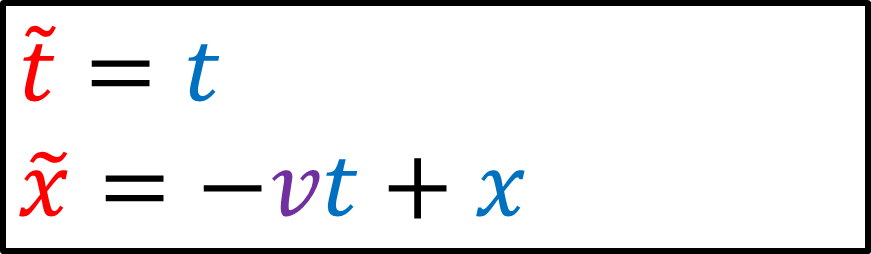 t̃ = t
x̃ = −vt + x